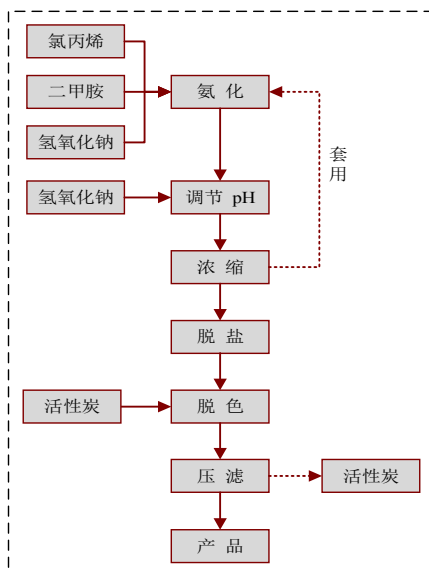 氯丙烯
二甲胺
氨 化
氢氧化钠
套
用
氢氧化钠
调节 pH
浓 缩
脱 盐
活性炭
脱 色
压 滤
活性炭
产 品